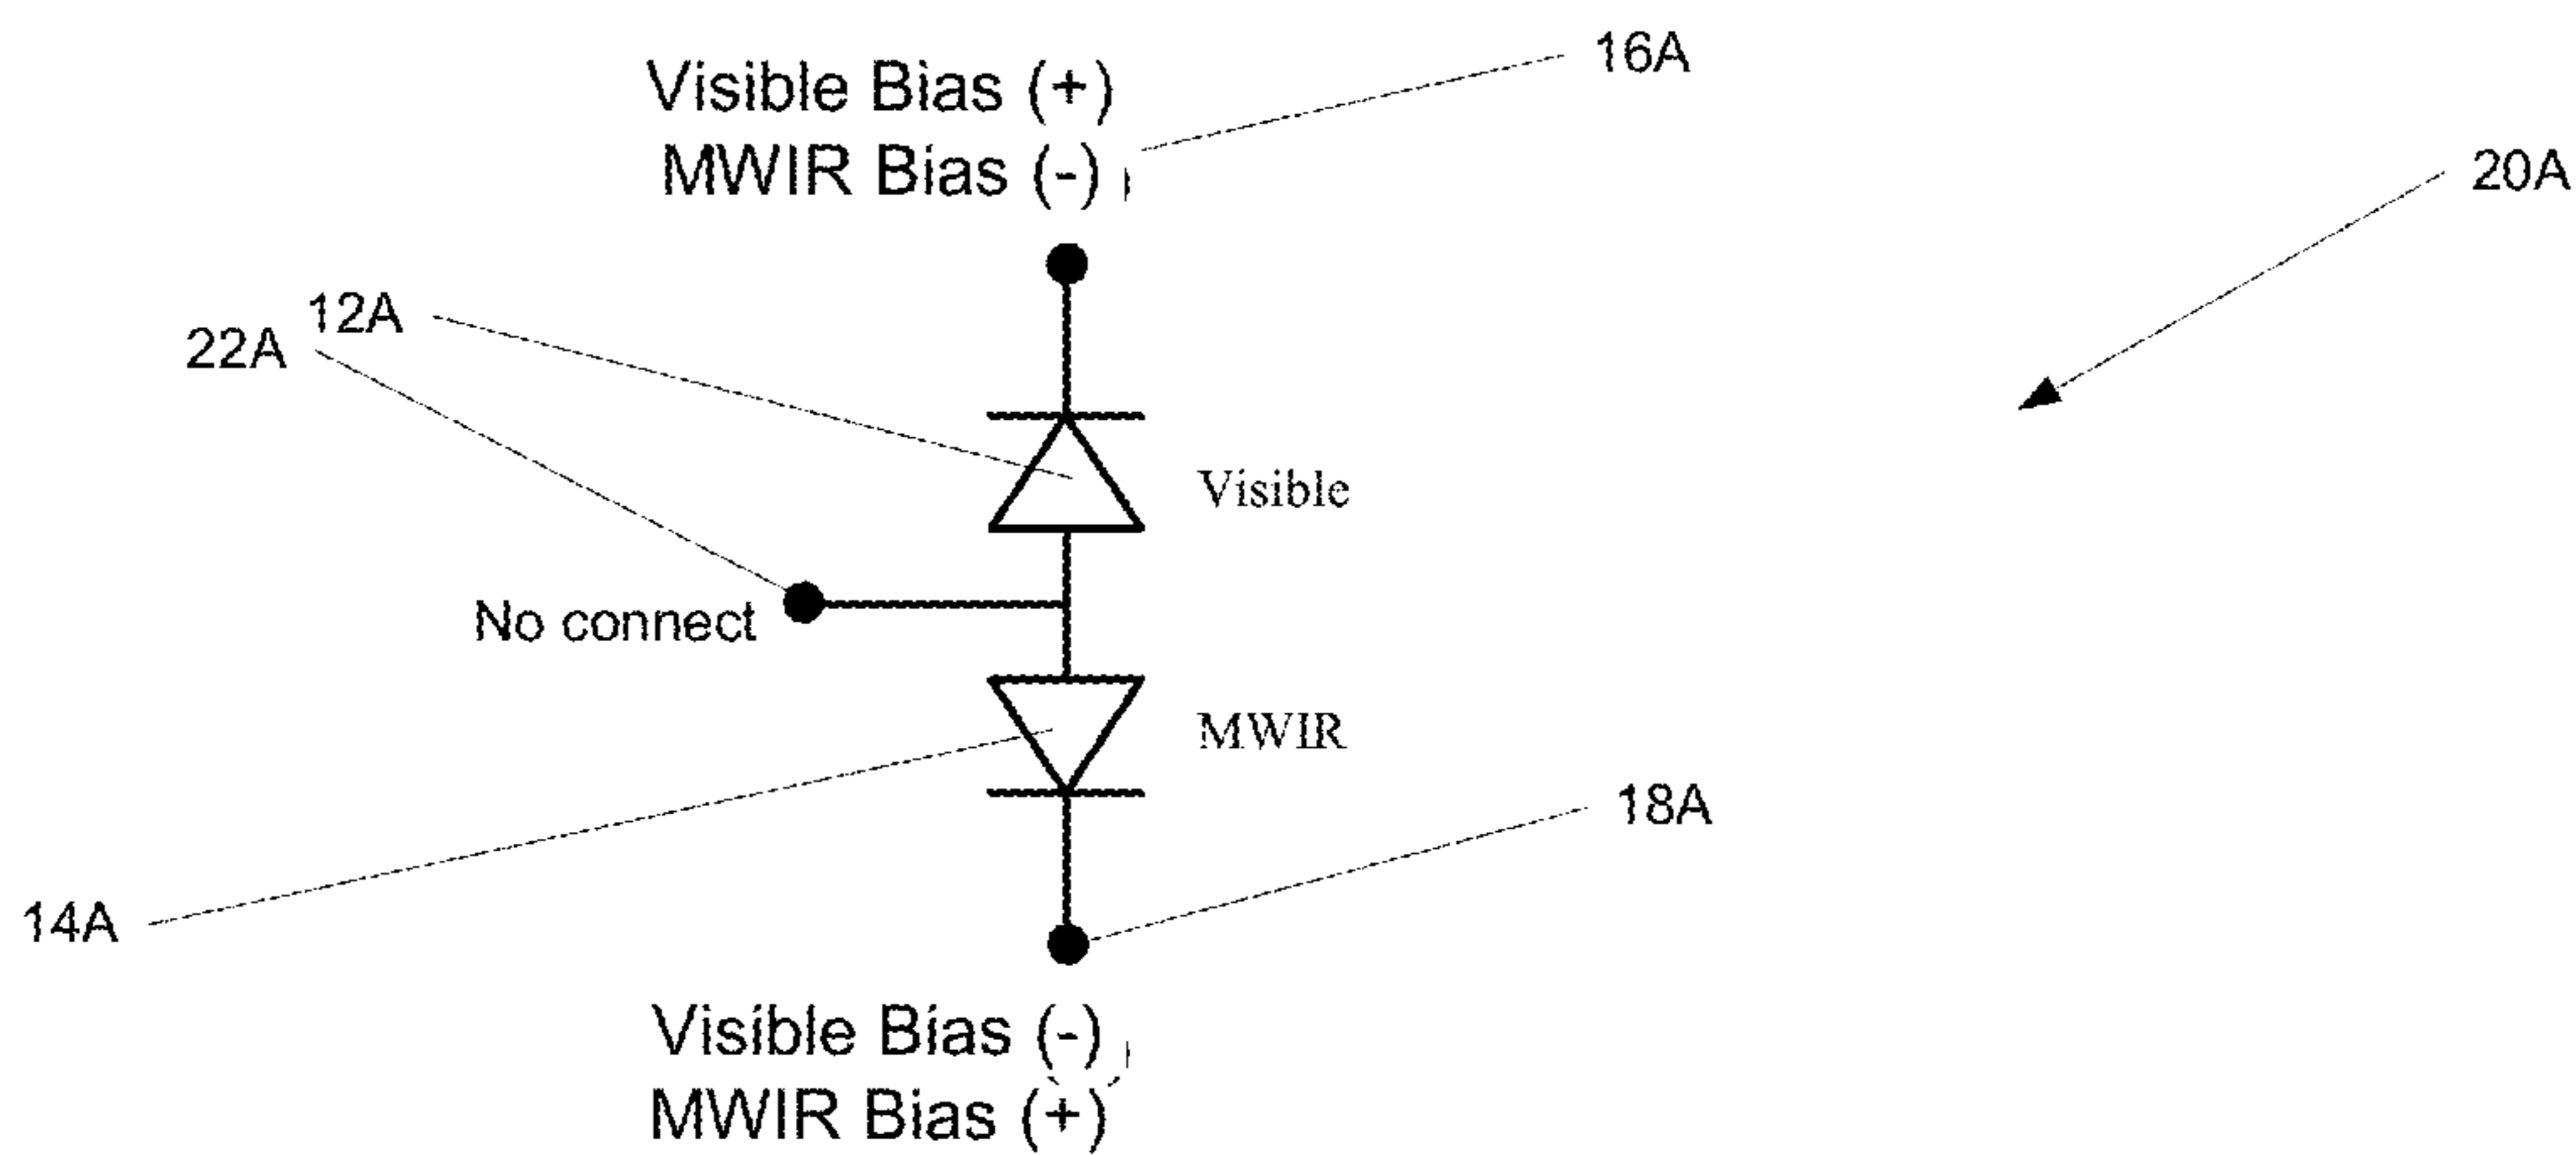 16A
Visible Bias (+)
MWIR Bias (-)
20A
12A
22A
Visible
No connect
MWIR
18A
14A
Visible Bias (-)
MWIR Bias (+)